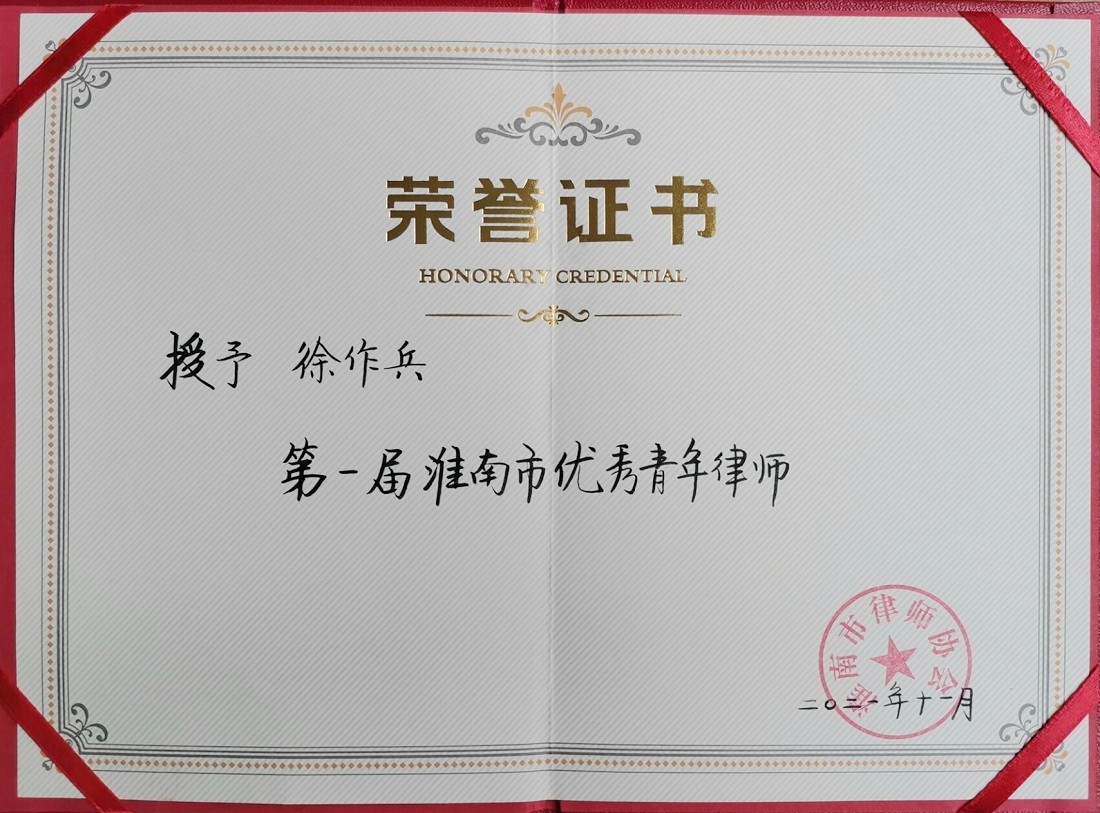 荣誉证书
HONORARY CREDENTIAL
授予 徐作兵
第一届淮南市优秀青年律师
淮南市律师协会
二〇二一年十一月